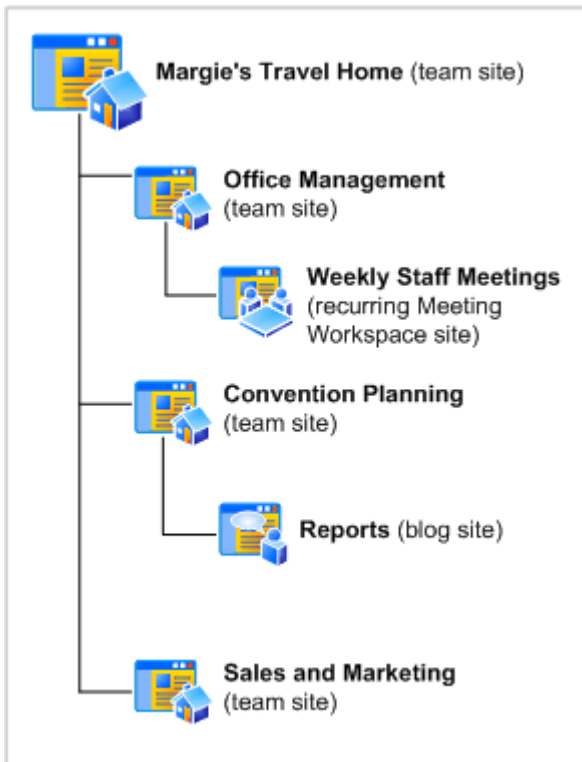 Margie's Travel Home (team site)
Office Management
(team site)
Weekly Staff Meetings
(recurring Meeting
Workspace site)
Convention Planning
(team site)
Reports (blog site)
Sales and Marketing
(team site)